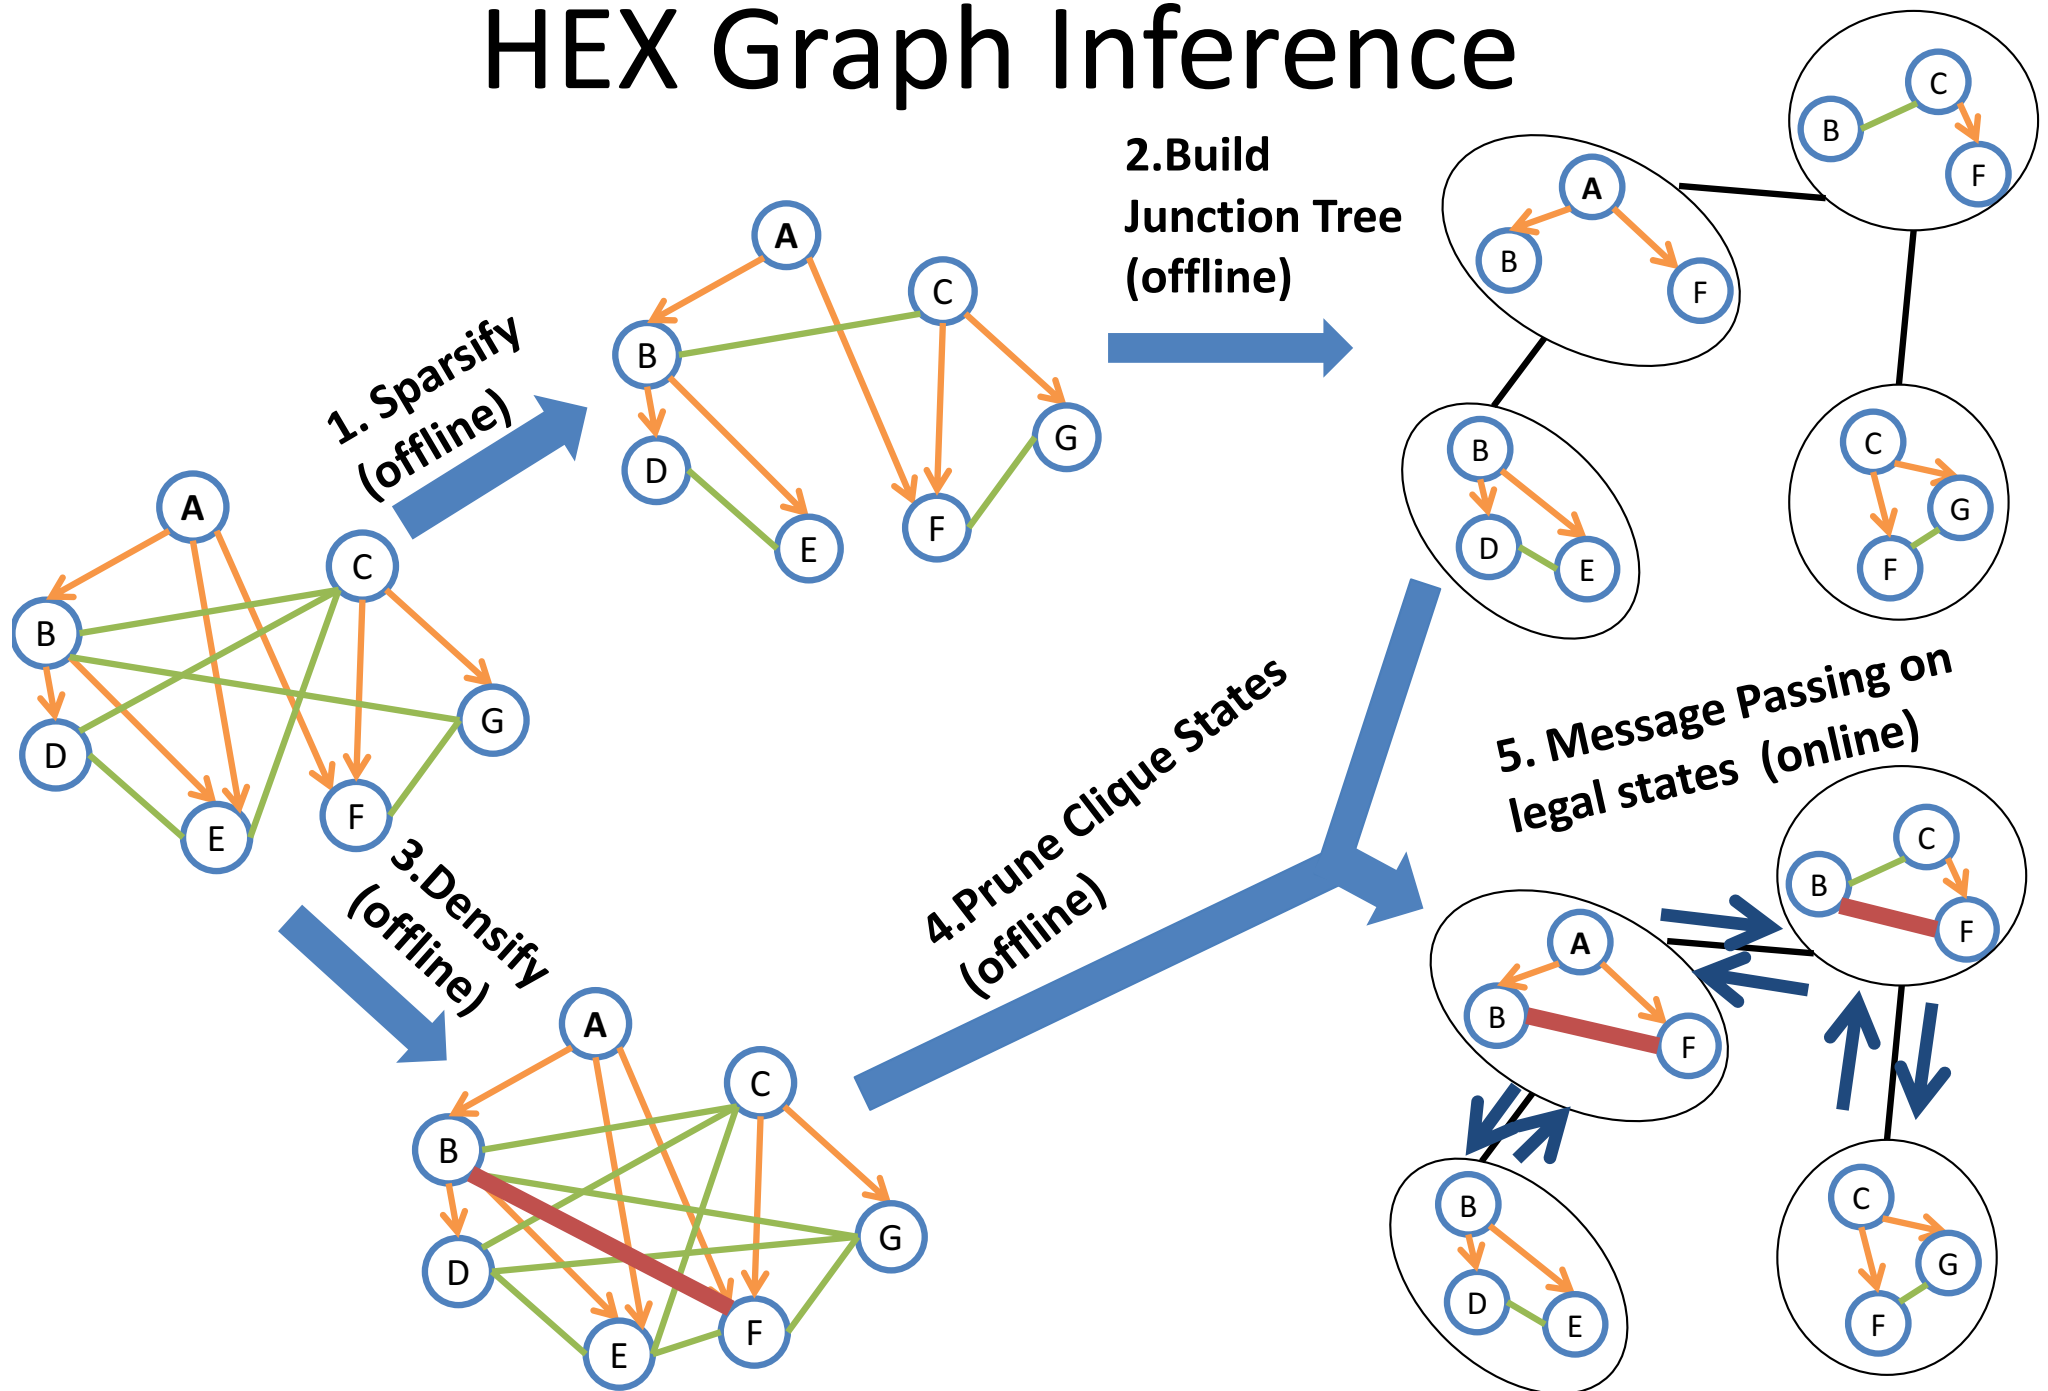 HEX Graph Inference
1. Sparsify
(offline)
2.Build
Junction Tree
(offline)
3.Densify
(offline)
4.Prune Clique States
(offline)
5. Message Passing on
legal states (online)
A
B
C
D
E
F
G
A
B
C
D
E
F
G
A
B
F
B
C
F
B
D
E
C
G
F
A
B
C
D
E
F
G
A
B
F
C
B
F
B
D
E
C
G
F